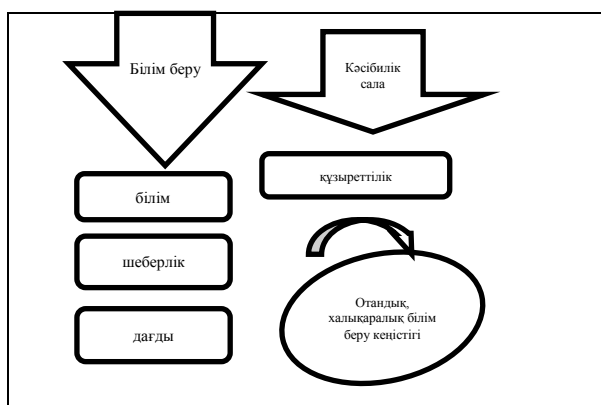 Білім беру
Кәсібилік
сала
білім
құзыреттілік
шеберлік
дағды
Отандық,
халықаралық білім
беру кеңістігі